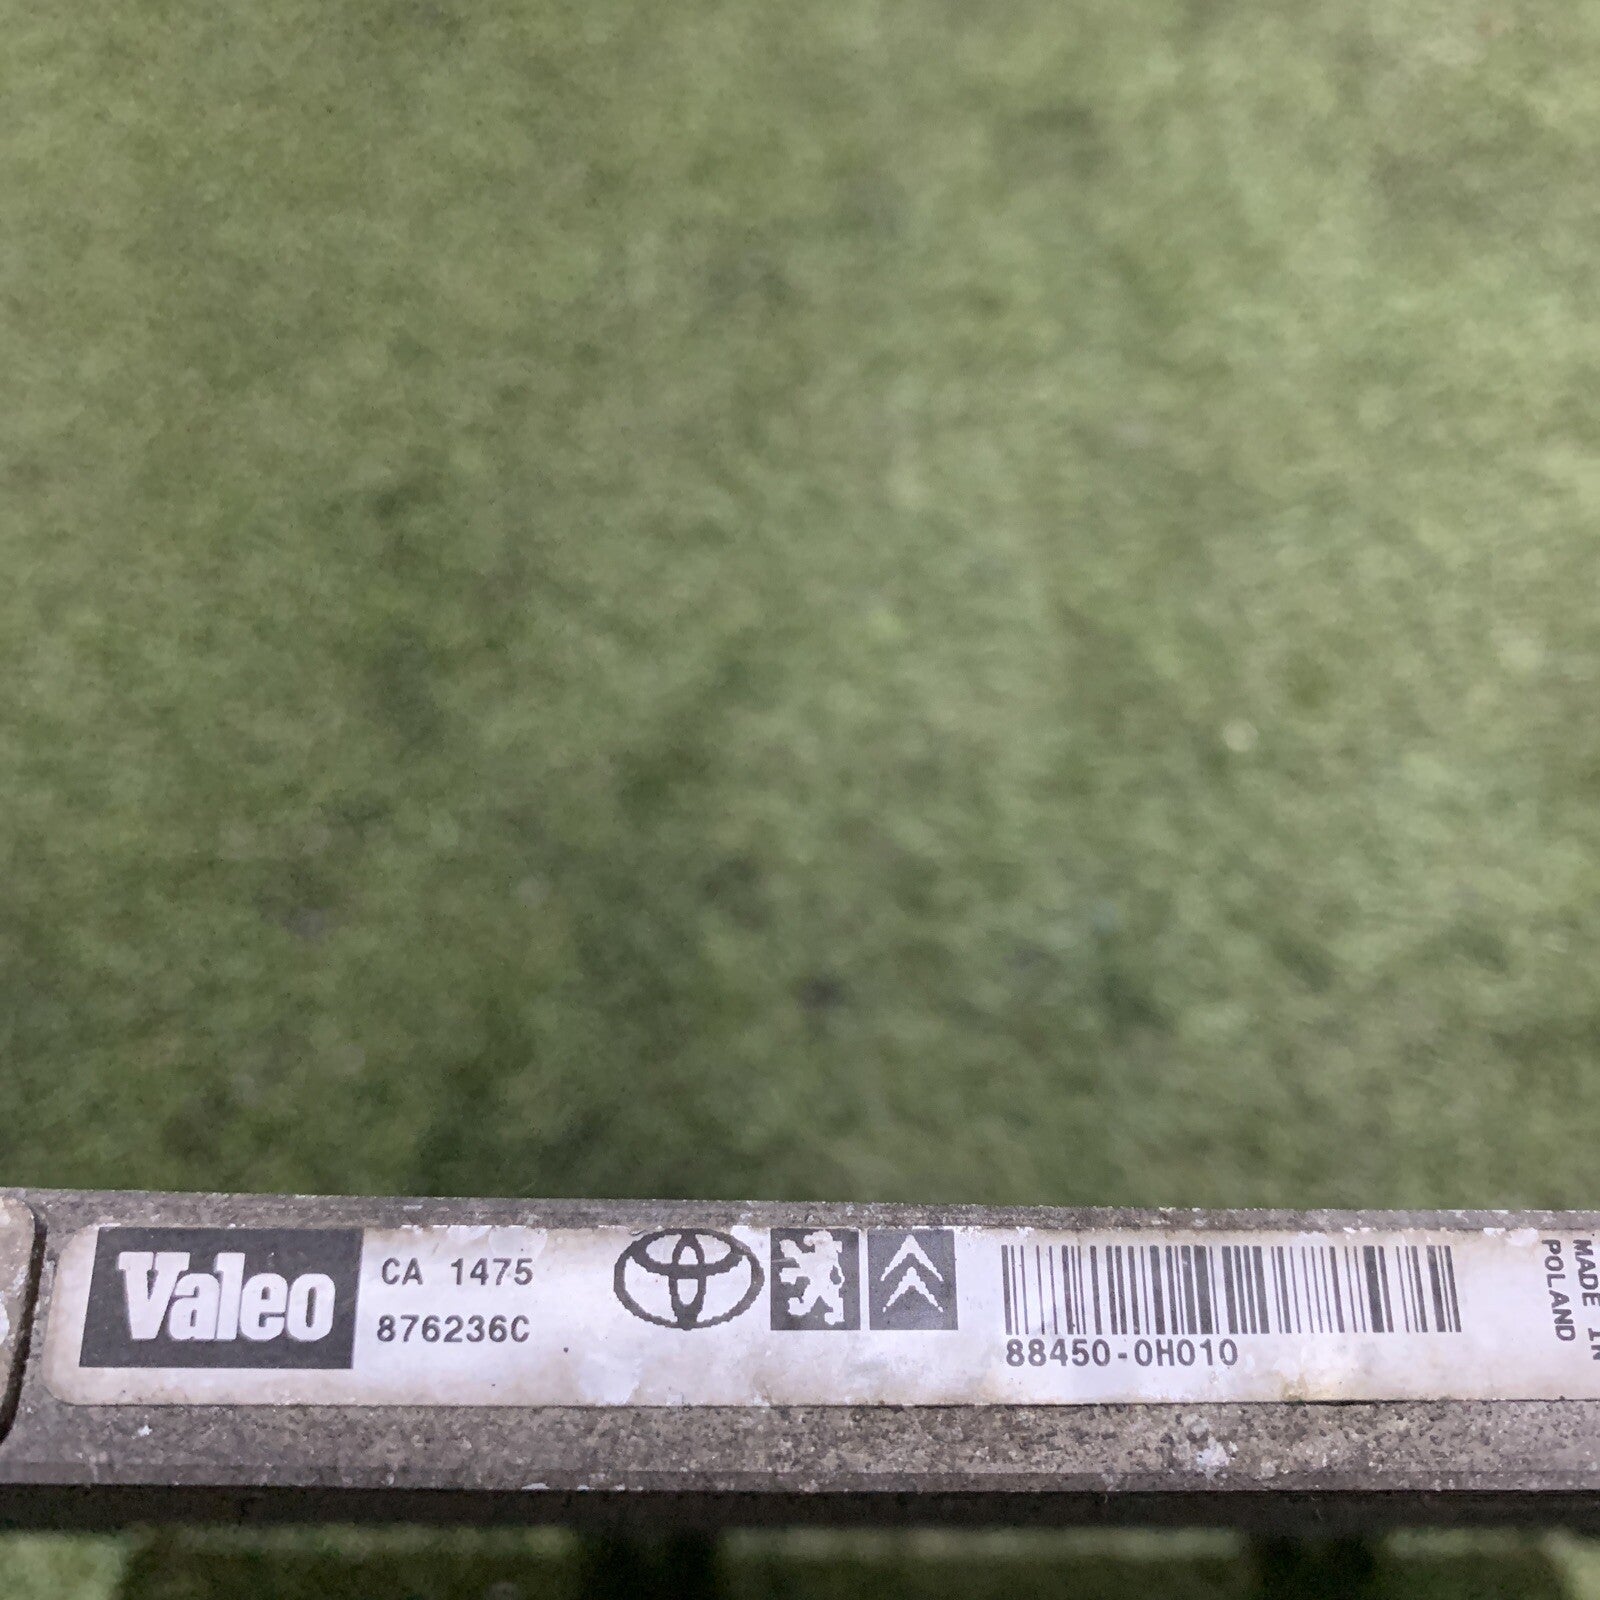 Valeo
CA 1475
876236C
88450-0H010
MADE IN
POLAND